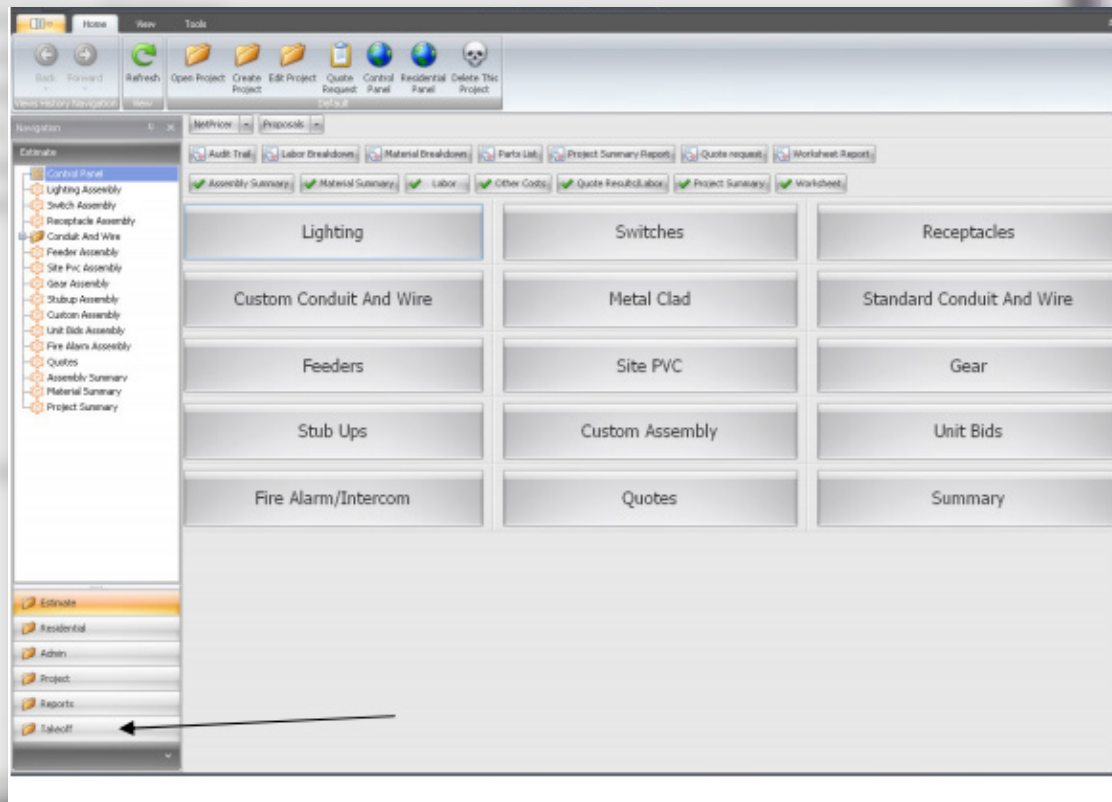 Home View Tools
Back Forward Refresh Open Project Create Project Edit Project Quote Request Control Panel Residential Panel Delete This Project
Views History Navigation View Default
Navigation
NetPricer Proposals
Estimate
Audit Trail Labor Breakdown Material Breakdown Parts List Project Summary Report Quote request Worksheet Report
Assembly Summary Material Summary Labor Other Costs Quote Results/Labor Project Summary Worksheet
Control Panel
Lighting Assembly
Switch Assembly
Receptacle Assembly
Conduit And Wire
Feeder Assembly
Site Pvc Assembly
Gear Assembly
Stubup Assembly
Custom Assembly
Unit Bids Assembly
Fire Alarm Assembly
Quotes
Assembly Summary
Material Summary
Project Summary
Lighting Switches Receptacles
Custom Conduit And Wire Metal Clad Standard Conduit And Wire
Feeders Site PVC Gear
Stub Ups Custom Assembly Unit Bids
Fire Alarm/Intercom Quotes Summary
Estimate
Residential
Admin
Project
Reports
Takeoff